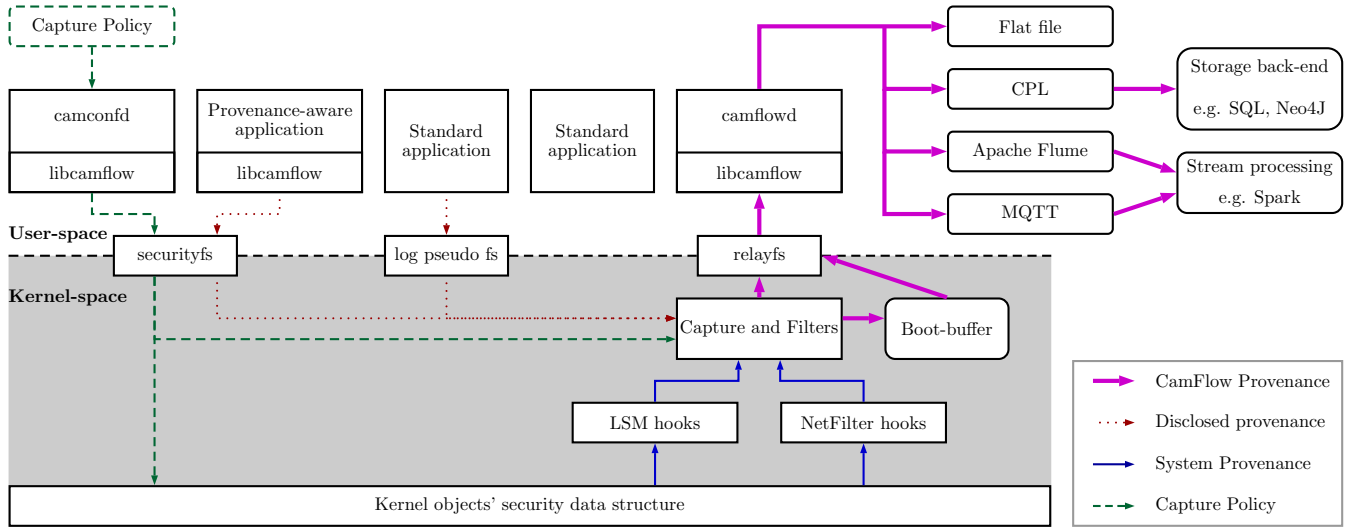 Capture Policy
camconfd
libcamflow
Provenance-aware
application
libcamflow
Standard
application
Standard
application
camflowd
libcamflow
Flat file
CPL
Apache Flume
MQTT
Storage back-end
e.g. SQL, Neo4J
Stream processing
e.g. Spark
User-space
securityfs
log pseudo fs
relayfs
Kernel-space
Capture and Filters
Boot-buffer
LSM hooks
NetFilter hooks
Kernel objects' security data structure
CamFlow Provenance
Disclosed provenance
System Provenance
Capture Policy